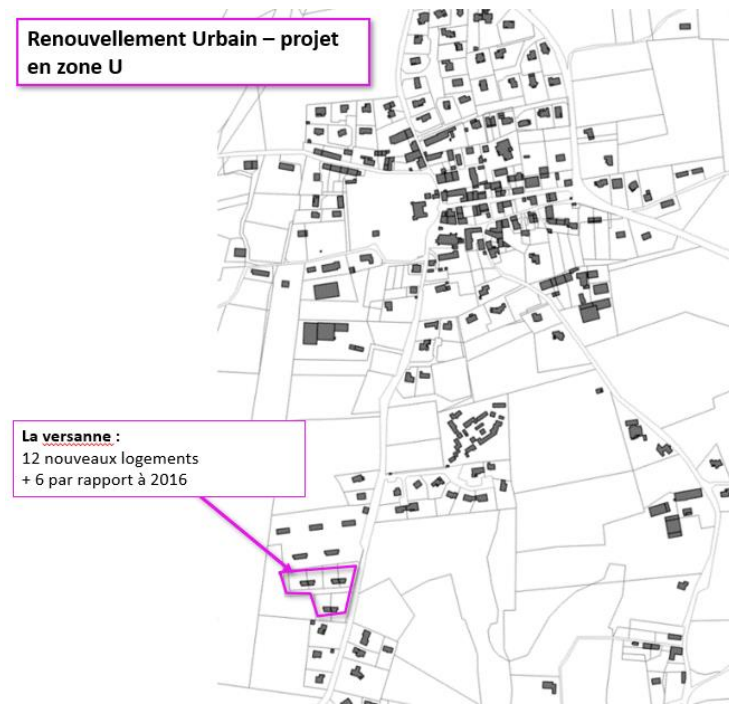 Renouvellement Urbain – projet
en zone U
La versanne :
12 nouveaux logements
+ 6 par rapport à 2016